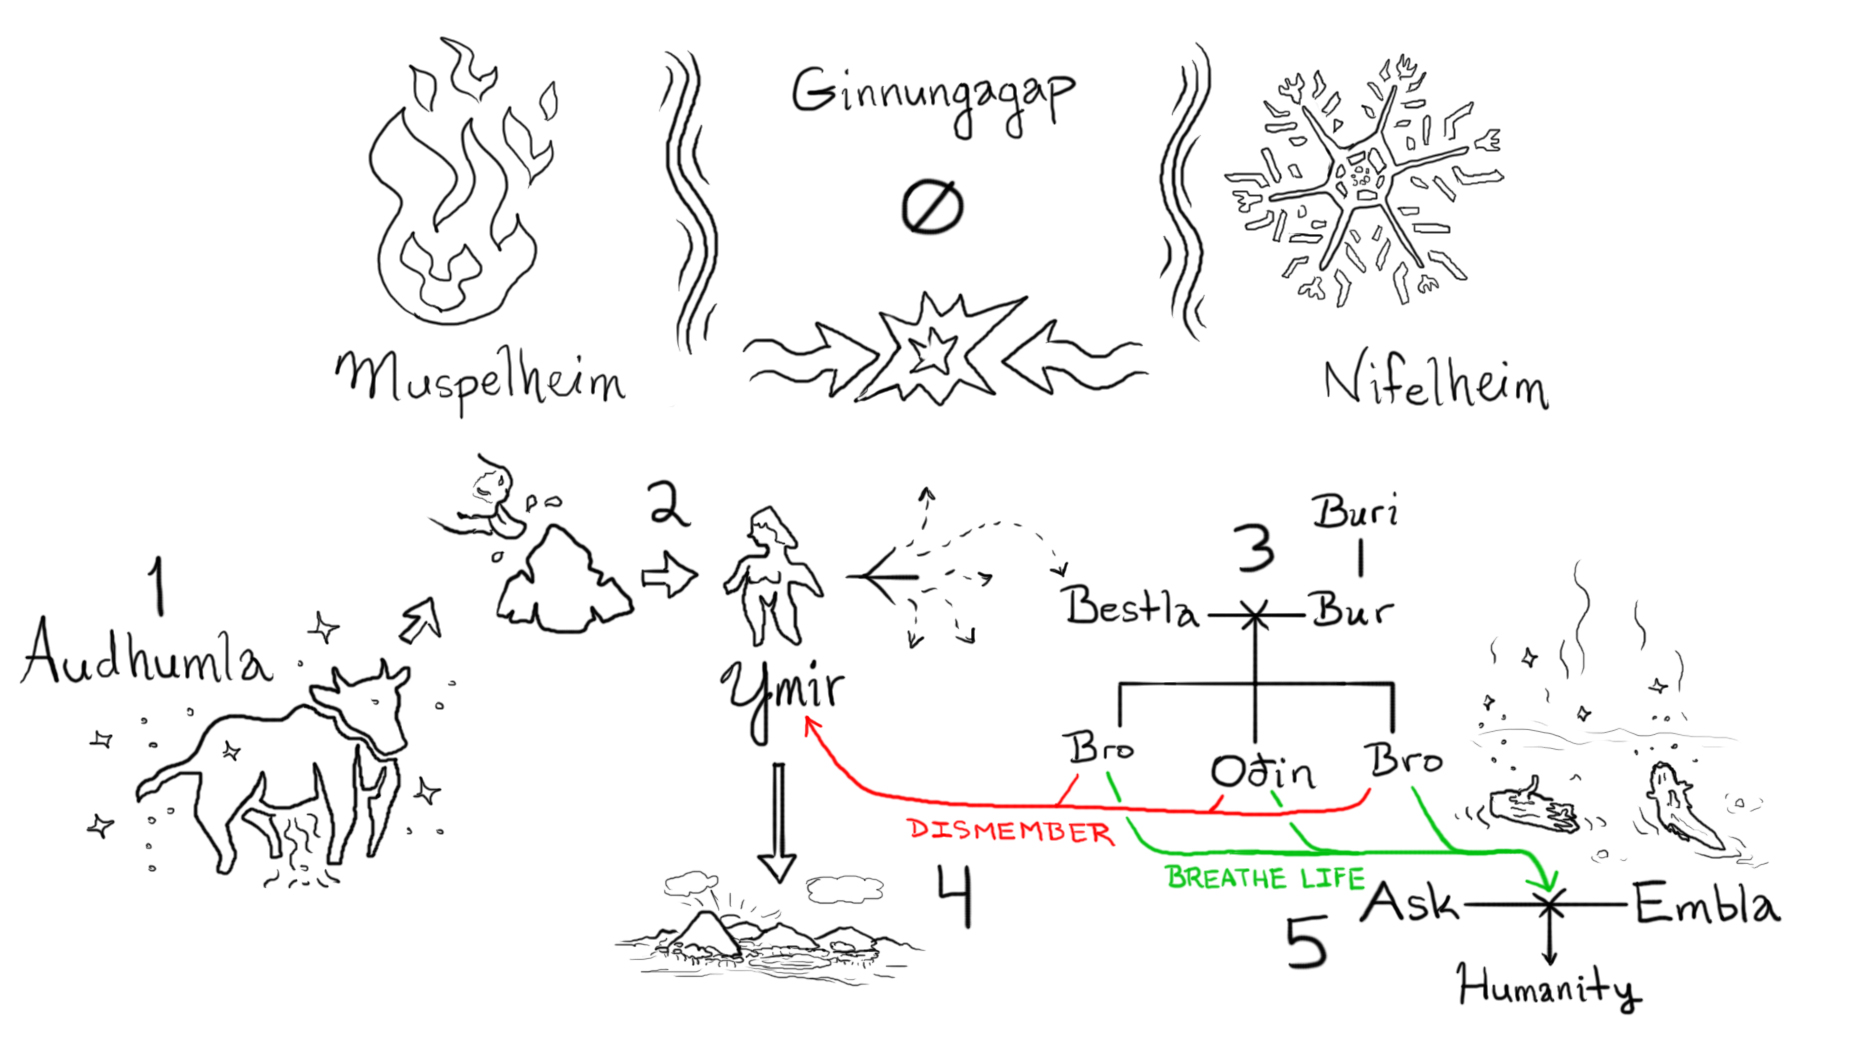 Ginnungagap
Ø
Muspelheim
Nifelheim
1
Audhumla
2
Ymir
3
Buri
Bestla
Bur
Bro
Odin
Bro
DISMEMBER
4
BREATHE LIFE
5
Ask
Embla
Humanity